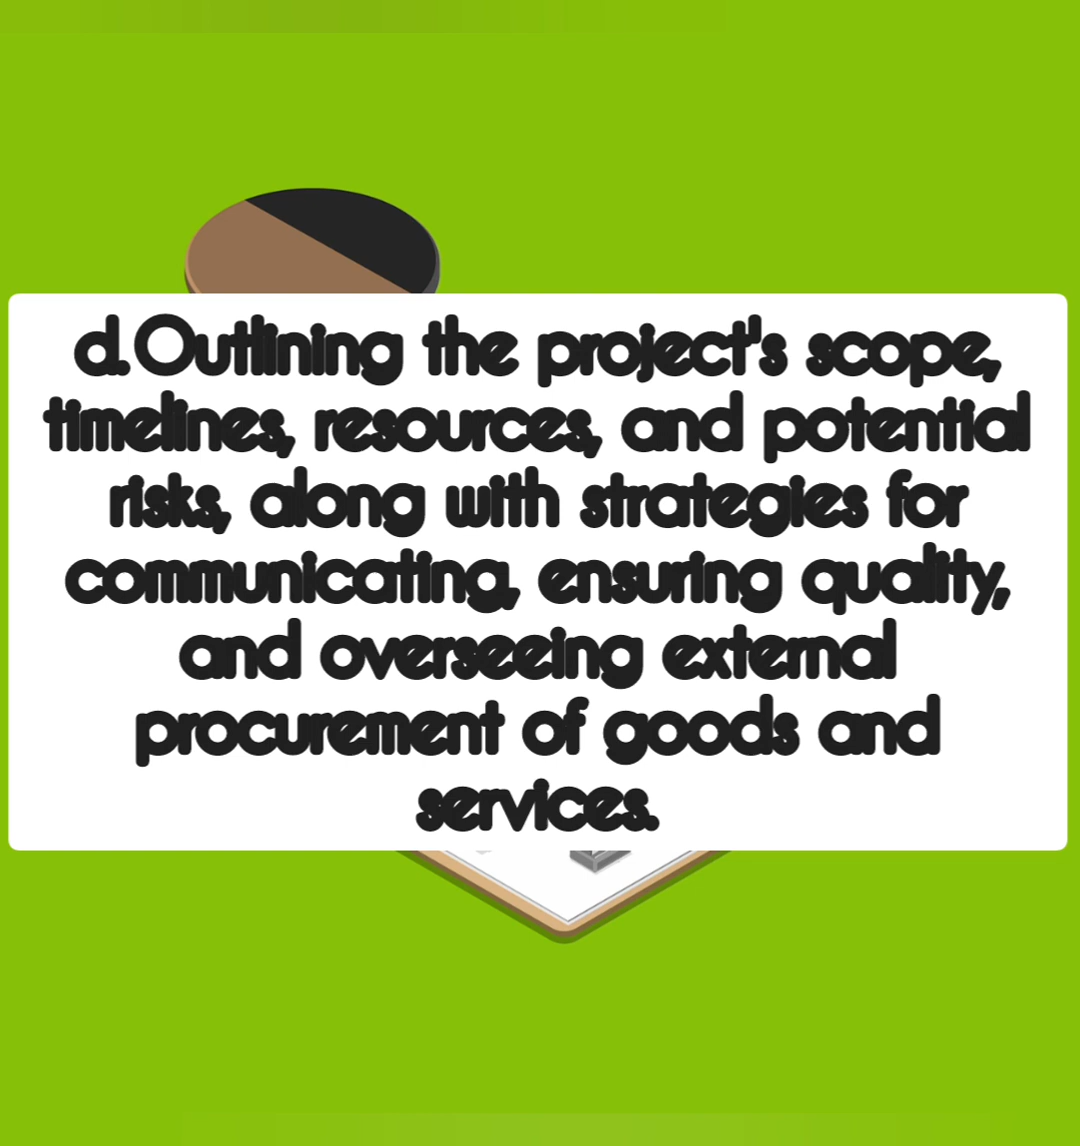 d.Outlining the project's scope,
timelines, resources, and potential
risks, along with strategies for
communicating, ensuring quality,
and overseeing external
procurement of goods and
services.